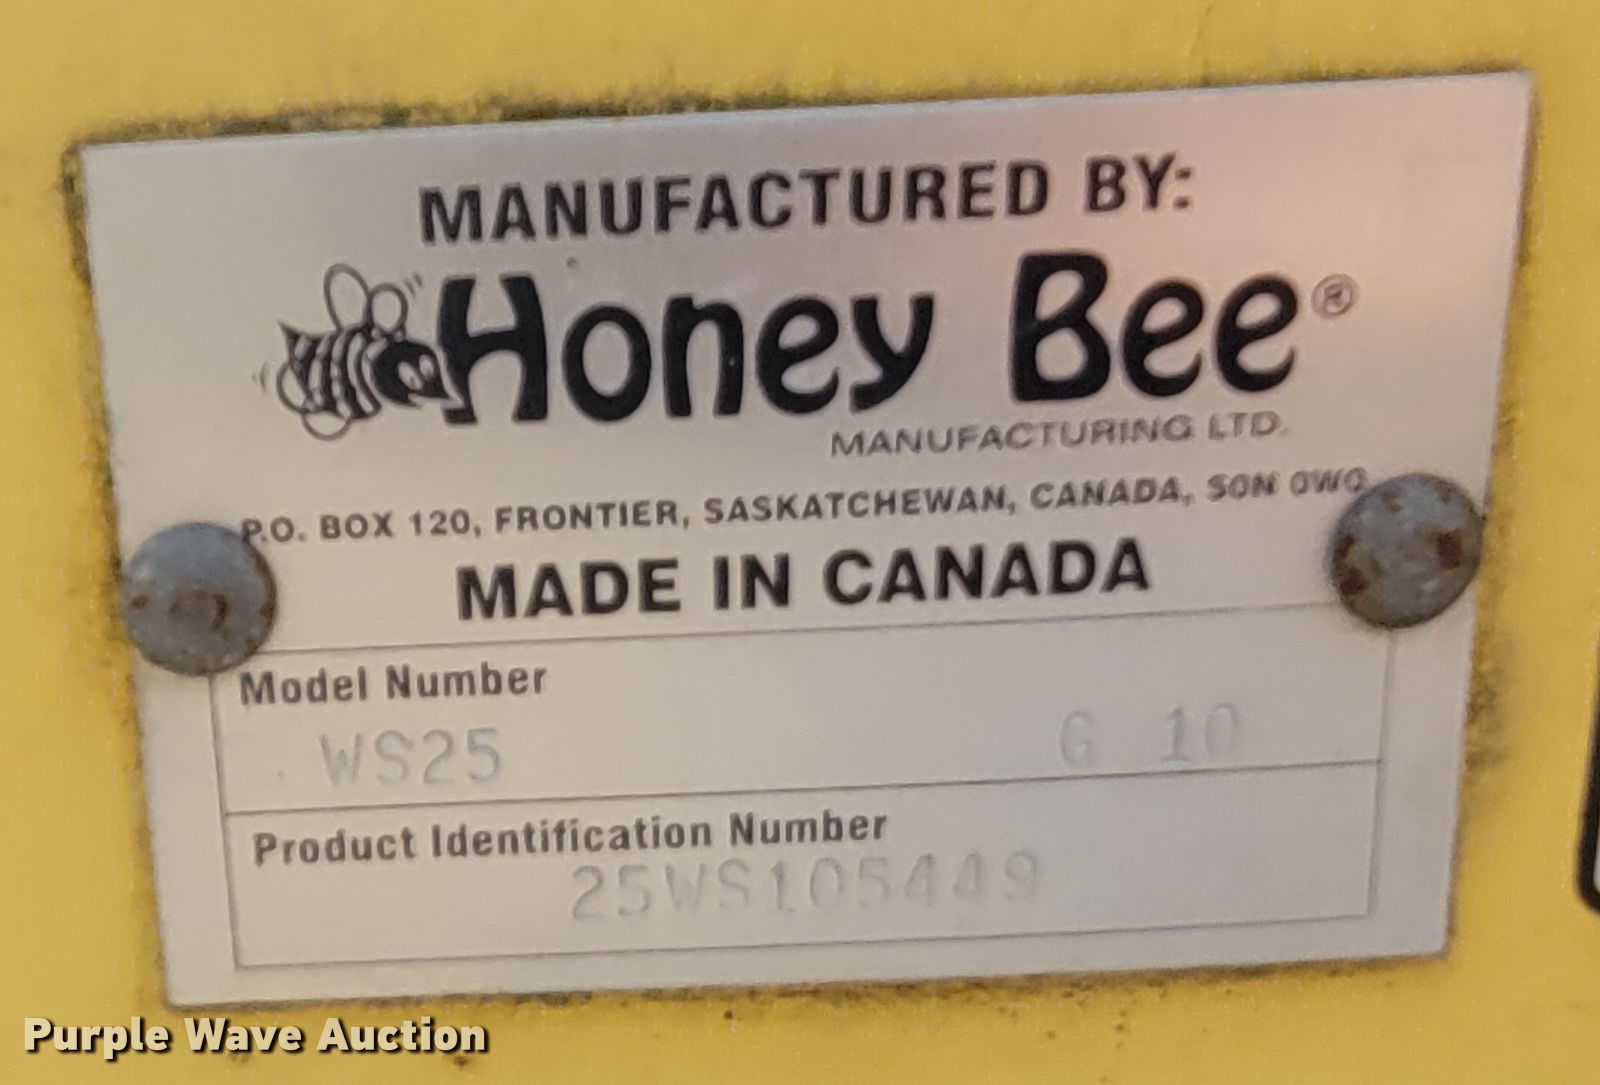 MANUFACTURED BY:
Honey Bee®
MANUFACTURING LTD.
P.O. BOX 120, FRONTIER, SASKATCHEWAN, CANADA, S0N 0W0
MADE IN CANADA
Model Number
WS25 G 10
Product Identification Number
25WS105449
Purple Wave Auction